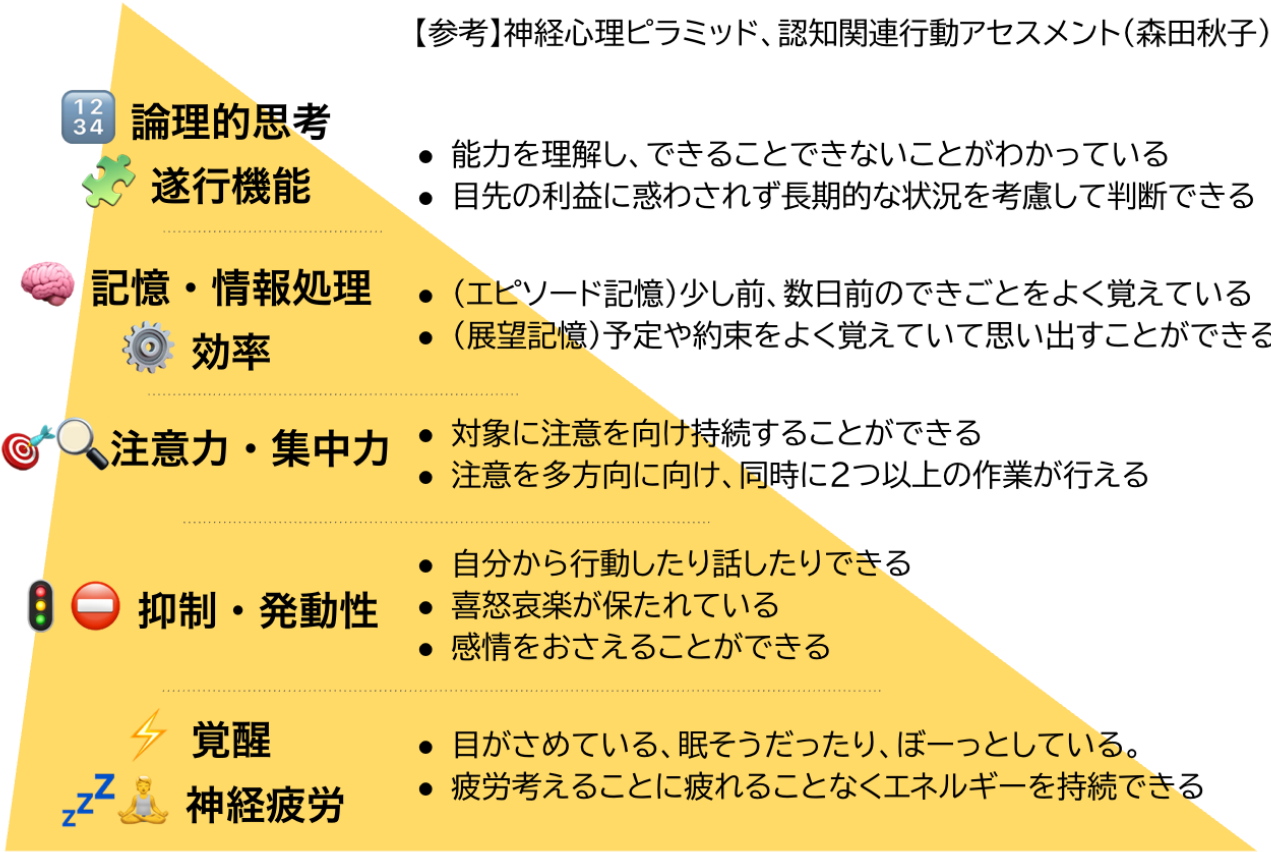 【参考】神経心理ピラミッド、認知関連行動アセスメント(森田秋子)
論理的思考
遂行機能
● 能力を理解し、できることできないことがわかっている
● 目先の利益に惑わされず長期的な状況を考慮して判断できる
記憶・情報処理
効率
● (エピソード記憶)少し前、数日前のできごとをよく覚えている
● (展望記憶)予定や約束をよく覚えていて思い出すことができる
注意力・集中力
● 対象に注意を向け持続することができる
● 注意を多方向に向け、同時に2つ以上の作業が行える
抑制・発動性
● 自分から行動したり話したりできる
● 喜怒哀楽が保たれている
● 感情をおさえることができる
覚醒
神経疲労
● 目がさめている、眠そうだったり、ぼーっとしている。
● 疲労考えることに疲れることなくエネルギーを持続できる